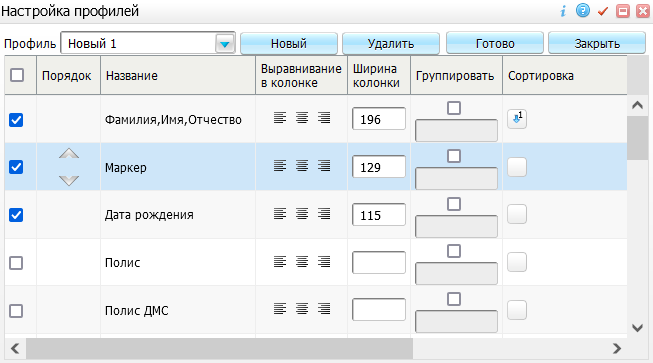 Настройка профилей
Профиль Новый 1 Новый Удалить Готово Закрыть
Порядок Название Выравнивание в колонке Ширина колонки Группировать Сортировка
Фамилия,Имя,Отчество 196 1
Маркер 129
Дата рождения 115
Полис
Полис ДМС